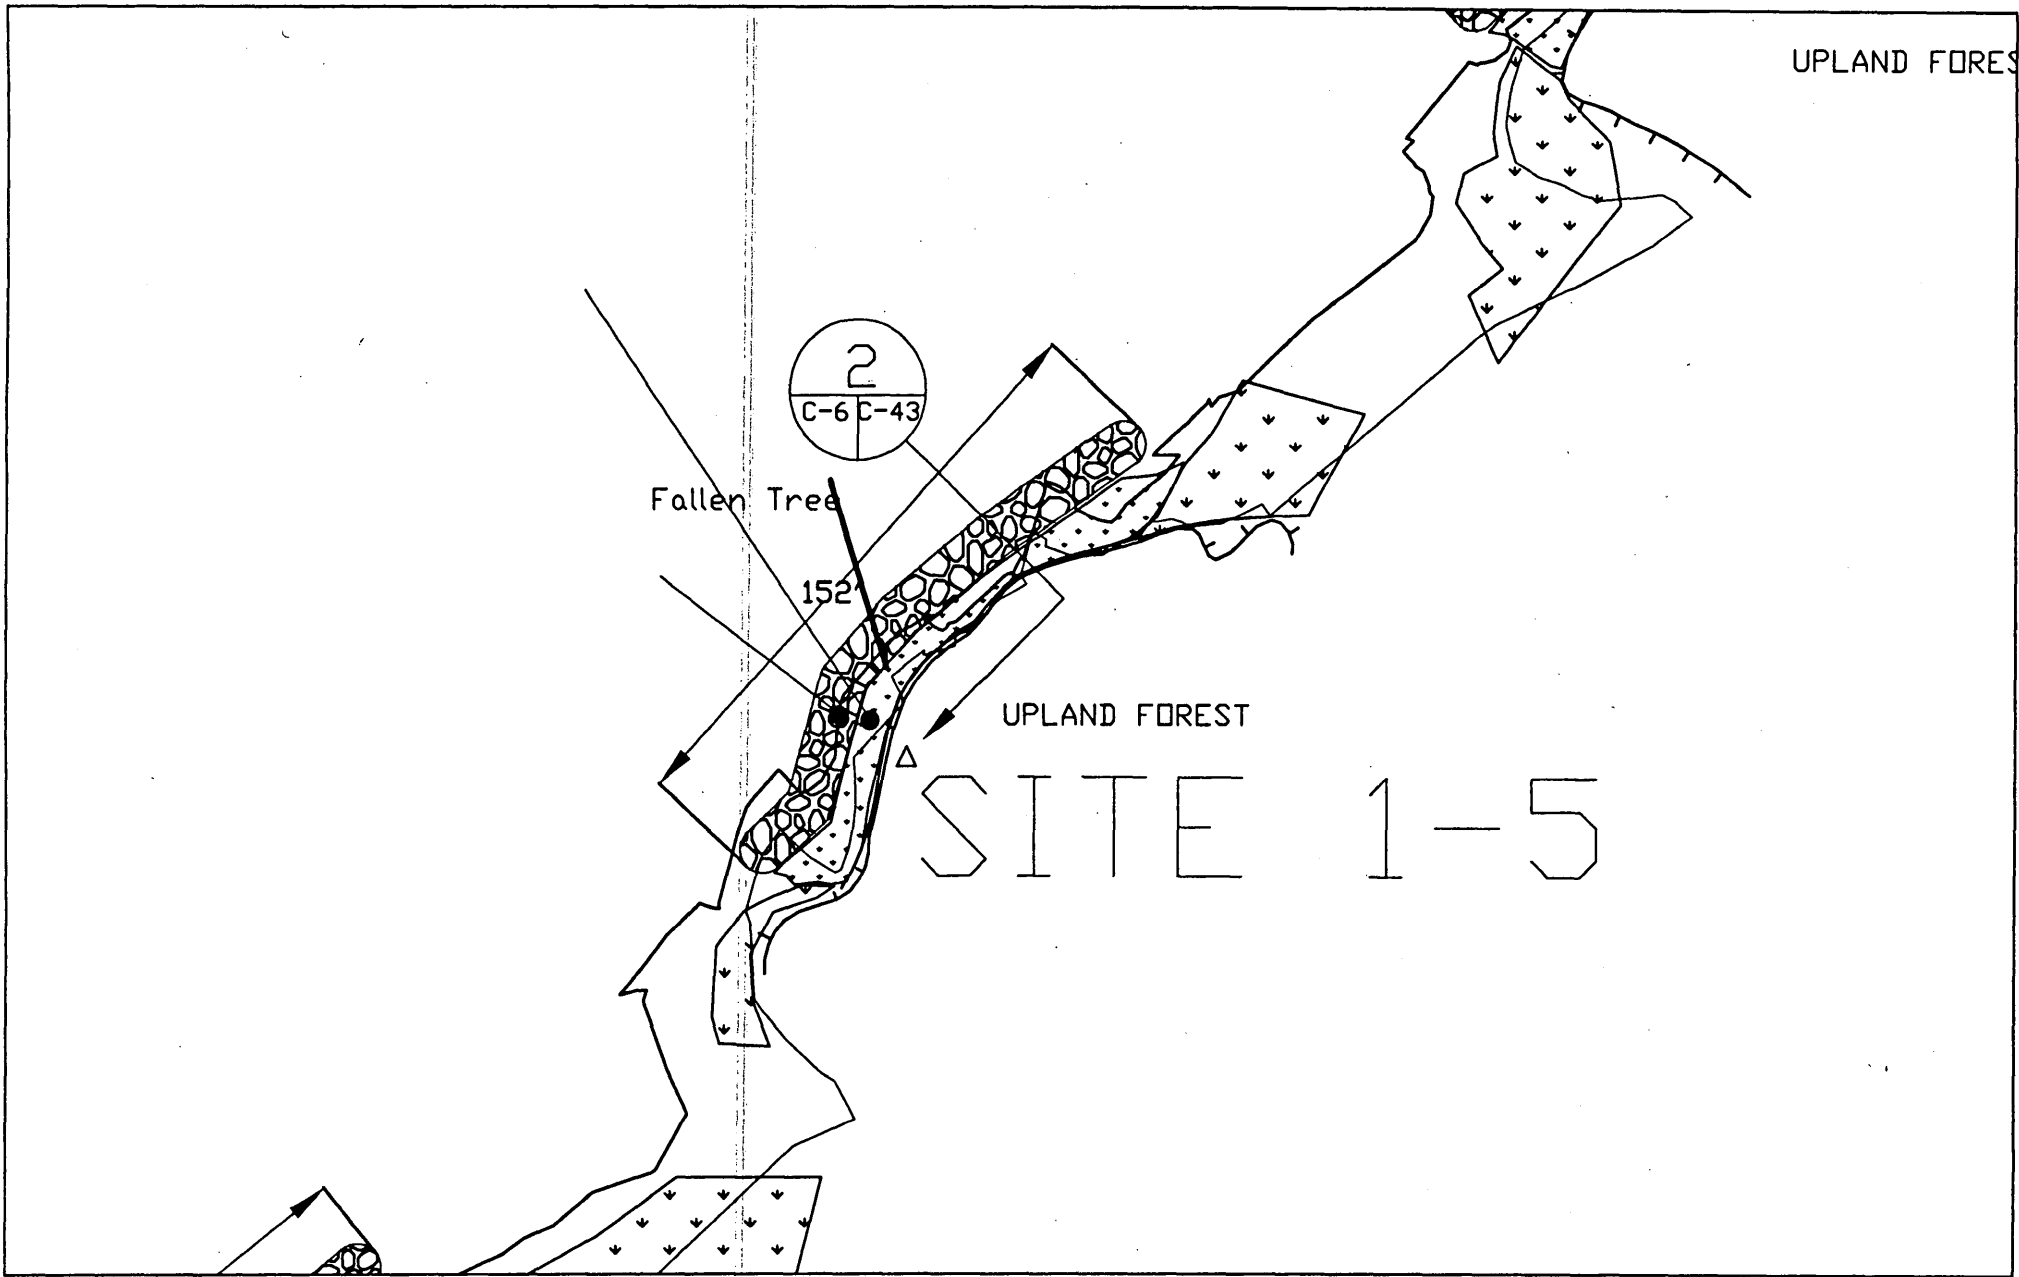 UPLAND FORES
2
C-6 C-43
Fallen Tree
152'
UPLAND FOREST
SITE 1-5